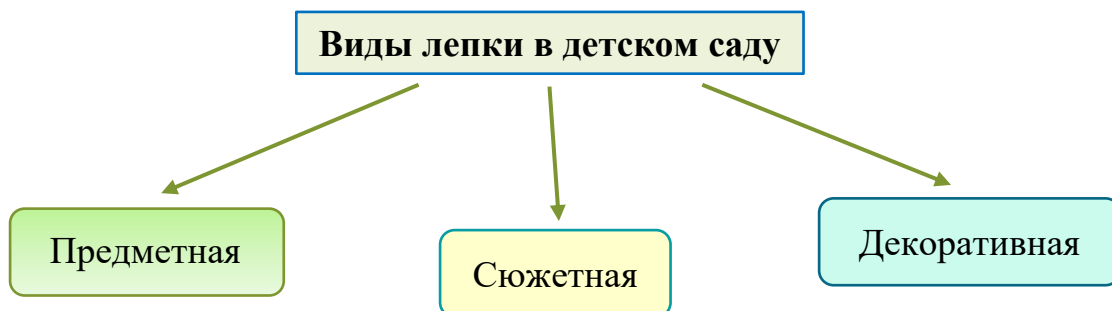 Виды лепки в детском саду
Предметная
Сюжетная
Декоративная